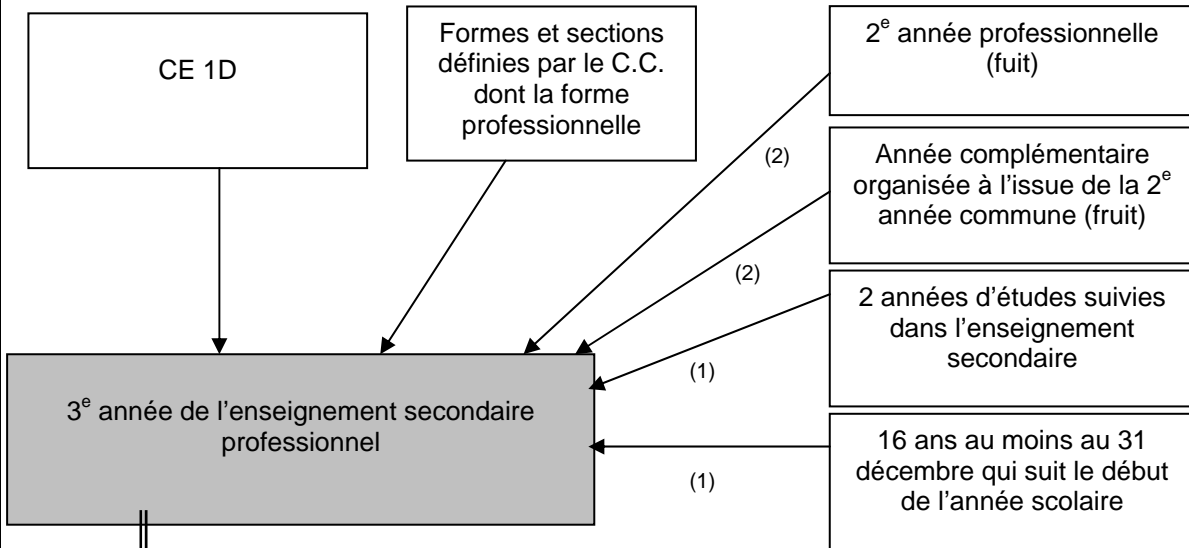 CE 1D
Formes et sections
définies par le C.C.
dont la forme
professionnelle
2e année professionnelle
(fuit)
(2)
Année complémentaire
organisée à l’issue de la 2e
année commune (fruit)
(2)
2 années d’études suivies
dans l’enseignement
secondaire
(1)
3e année de l’enseignement secondaire
professionnel
16 ans au moins au 31
décembre qui suit le début
de l’année scolaire
(1)